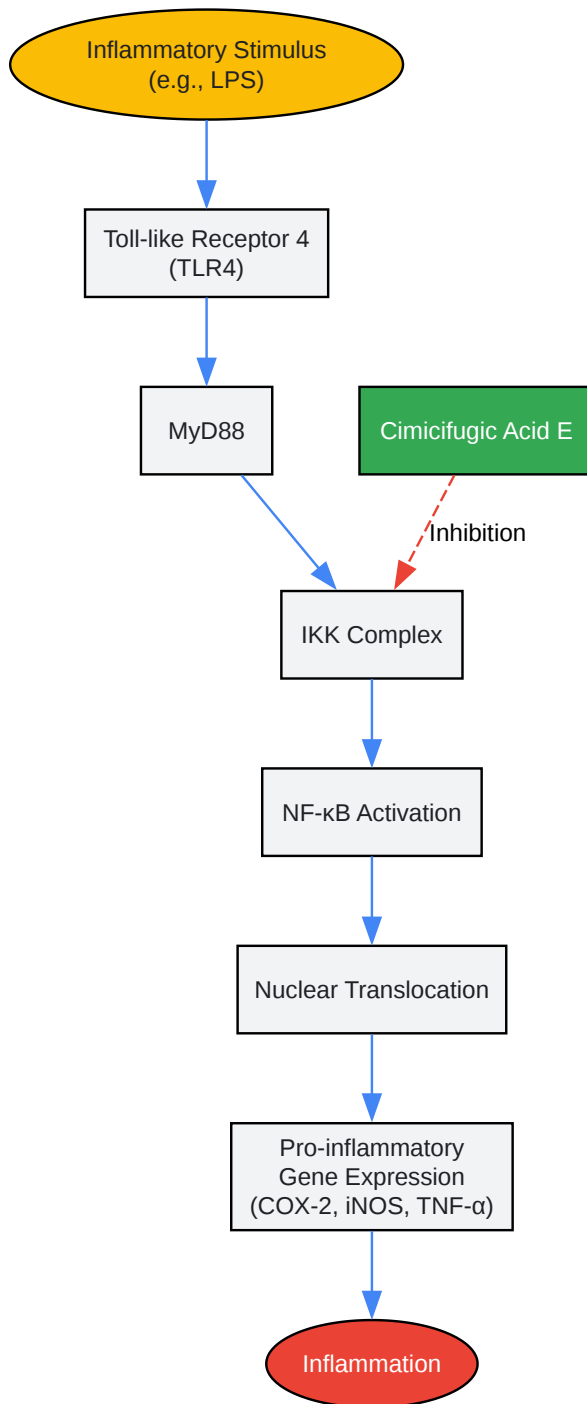 Inflammatory Stimulus
(e.g., LPS)
Toll-like Receptor 4
(TLR4)
MyD88
Cimicifugic Acid E
Inhibition
IKK Complex
NF-κB Activation
Nuclear Translocation
Pro-inflammatory
Gene Expression
(COX-2, iNOS, TNF-α)
Inflammation